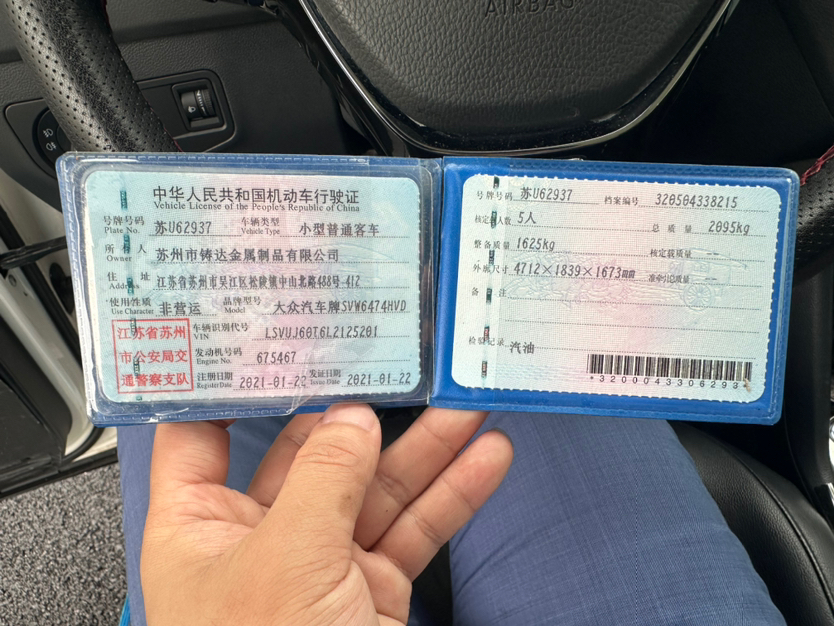 AIRBAG
中华人民共和国机动车行驶证
Vehicle License of the People's Republic of China
号牌号码 苏U62937 车辆类型 小型普通客车
Plate No. Vehicle Type
所有人 苏州市铸达金属制品有限公司
Owner
住址 江苏省苏州市吴江区松陵镇中山北路488号-412
Address
使用性质 非营运 品牌型号 大众汽车牌SVW6474HVD
Use Character Model
江苏省苏州
市公安局交
通警察支队
车辆识别代号 LSVUJ60T6L2125201
VIN
发动机号码 675467
Engine No.
注册日期 2021-01-22 发证日期 2021-01-22
Register Date Issue Date
号牌号码 苏U62937 档案编号 320504338215
核定人数 5人 总质量 2095kg
整备质量 1625kg 核定载质量 --
外廓尺寸 4712×1839×1673mm 准牵引总质量 --
备注
检验记录 汽油
*3200043306293*